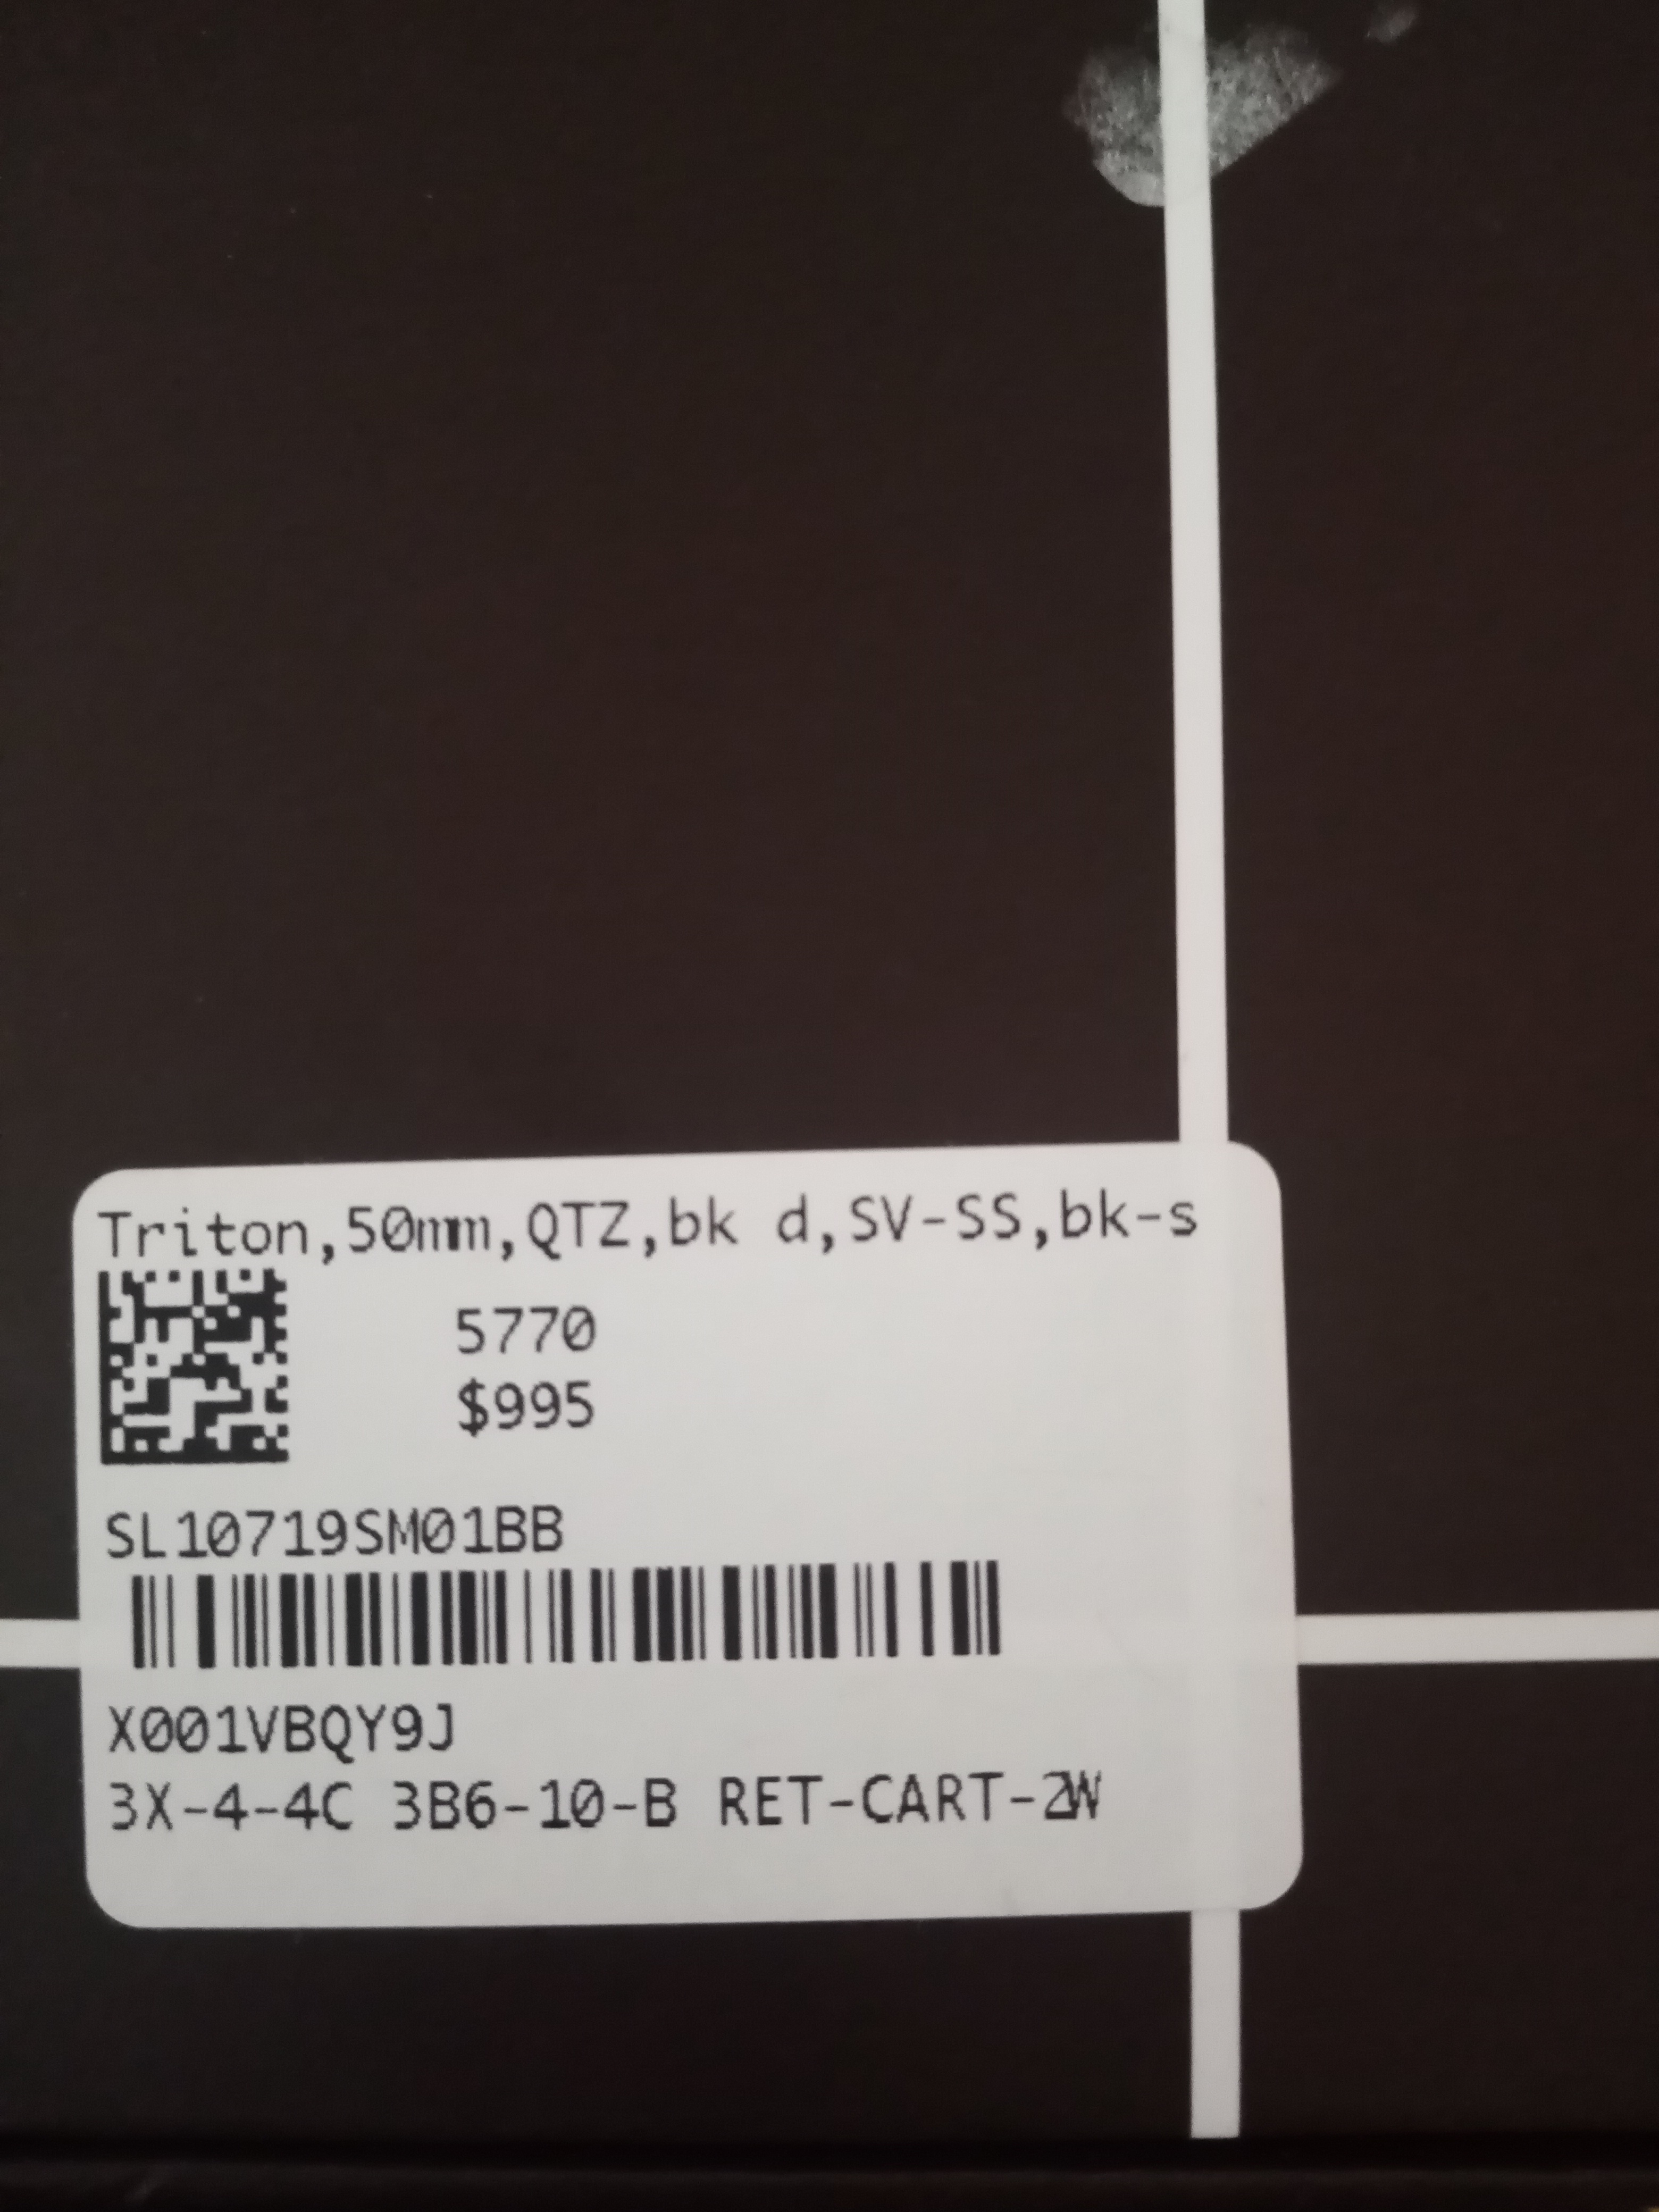 Triton,50mm,QTZ,bk d,SV-SS,bk-s
5770
$995
SL10719SM01BB
X001VBQY9J
3X-4-4C 3B6-10-B RET-CART-2W